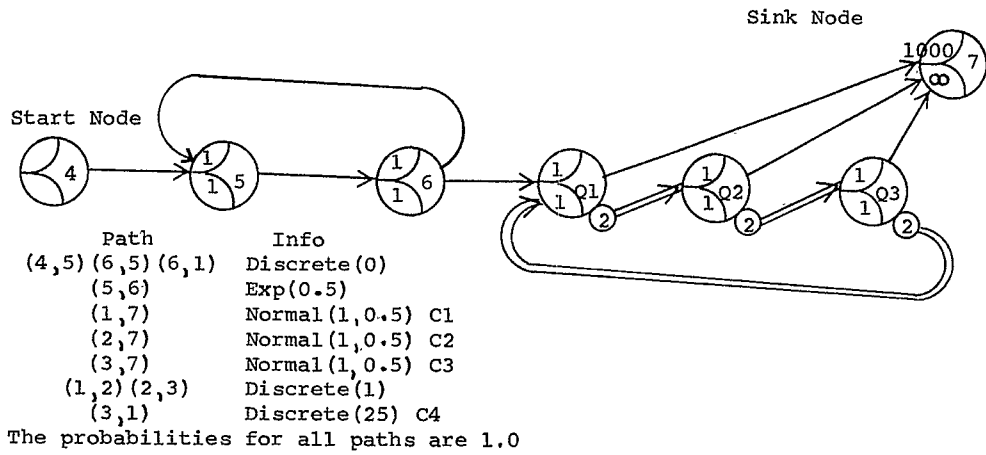 Sink Node
1000
7
∞
Start Node
4
1
1 5
1
1 6
1
1 Q1
2
1
1 Q2
2
1
1 Q3
2
Path Info
(4,5)(6,5)(6,1) Discrete(0)
(5,6) Exp(0.5)
(1,7) Normal(1,0.5) C1
(2,7) Normal(1,0.5) C2
(3,7) Normal(1,0.5) C3
(1,2)(2,3) Discrete(1)
(3,1) Discrete(25) C4
The probabilities for all paths are 1.0